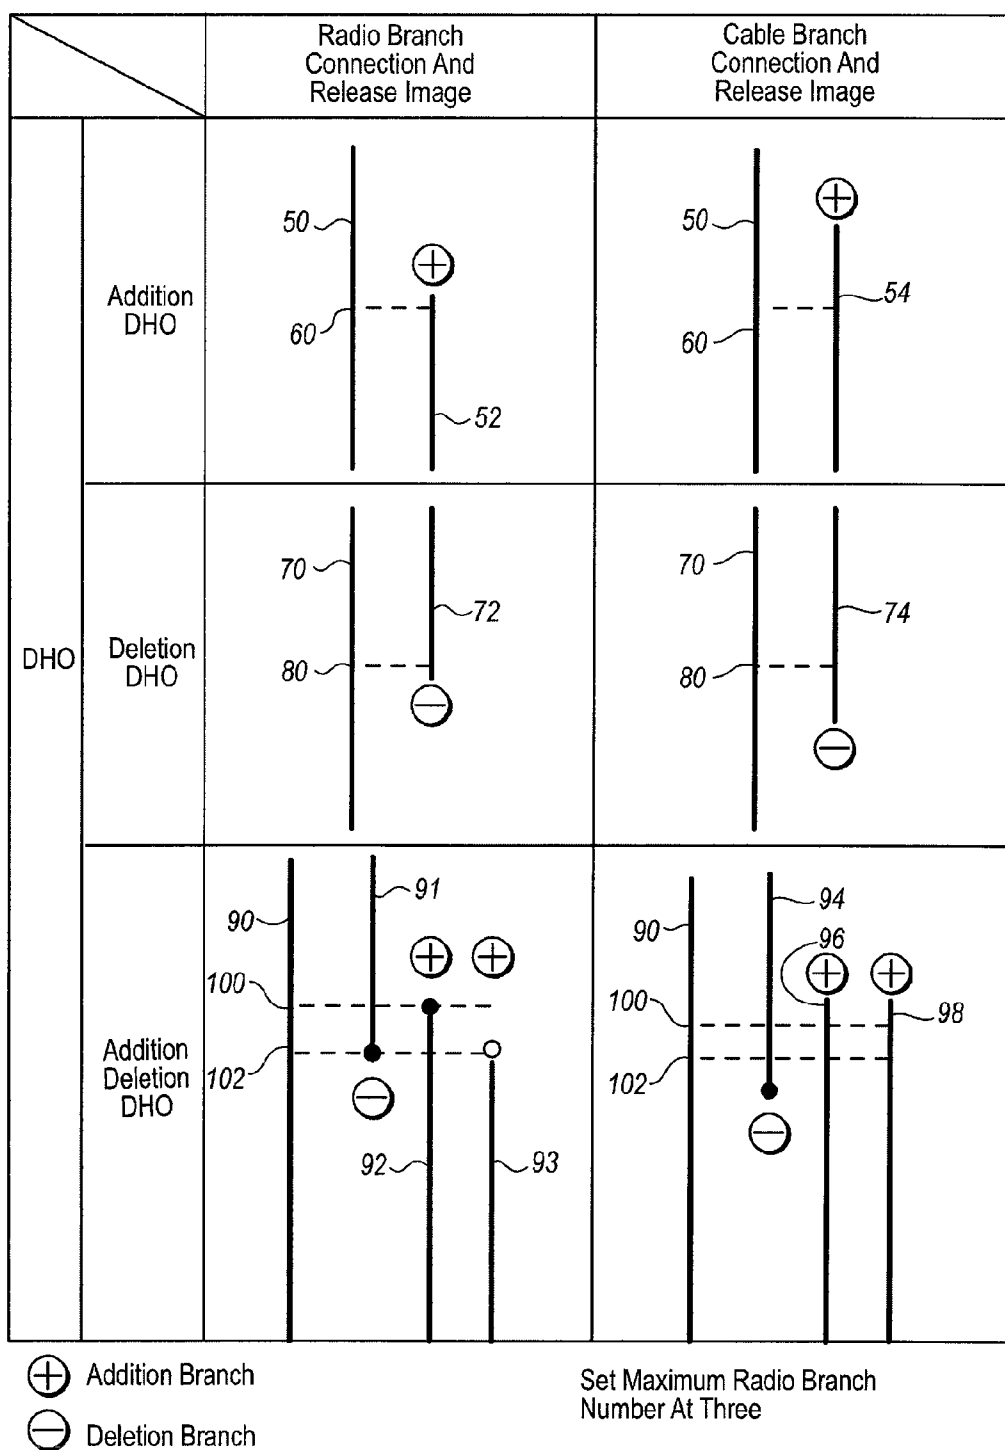 Radio Branch
Connection And
Release Image
Cable Branch
Connection And
Release Image
DHO
Addition
DHO
50
60
52
50
60
54
Deletion
DHO
70
72
80
70
74
80
Addition
Deletion
DHO
90
91
100
102
92
93
90
94
96
100
98
102
Addition Branch
Deletion Branch
Set Maximum Radio Branch
Number At Three